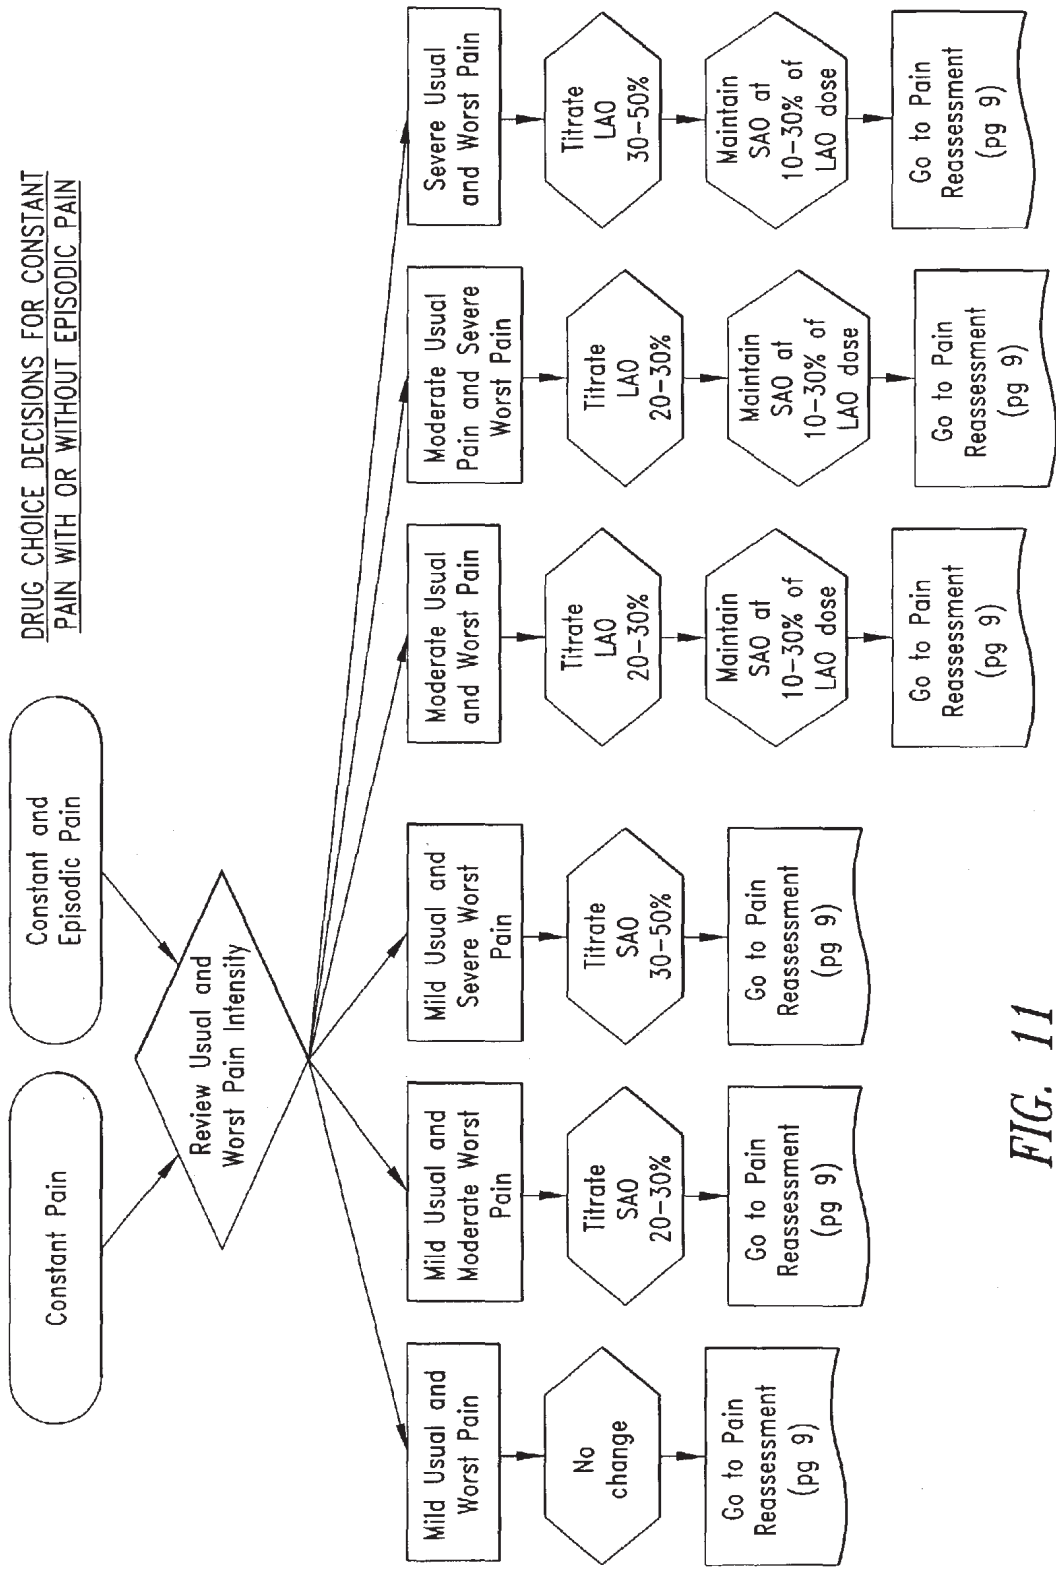 DRUG CHOICE DECISIONS FOR CONSTANT
PAIN WITH OR WITHOUT EPISODIC PAIN
Constant Pain
Constant and
Episodic Pain
Review Usual and
Worst Pain Intensity
Mild Usual and
Worst Pain
No
change
Go to Pain
Reassessment
(pg 9)
Mild Usual and
Moderate Worst
Pain
Titrate
SAO
20-30%
Go to Pain
Reassessment
(pg 9)
Mild Usual and
Severe Worst
Pain
Titrate
SAO
30-50%
Go to Pain
Reassessment
(pg 9)
Moderate Usual
and Worst Pain
Titrate
LAO
20-30%
Maintain
SAO at
10-30% of
LAO dose
Go to Pain
Reassessment
(pg 9)
Moderate Usual
Pain and Severe
Worst Pain
Titrate
LAO
20-30%
Maintain
SAO at
10-30% of
LAO dose
Go to Pain
Reassessment
(pg 9)
Severe Usual
and Worst Pain
Titrate
LAO
30-50%
Maintain
SAO at
10-30% of
LAO dose
Go to Pain
Reassessment
(pg 9)
FIG. 11